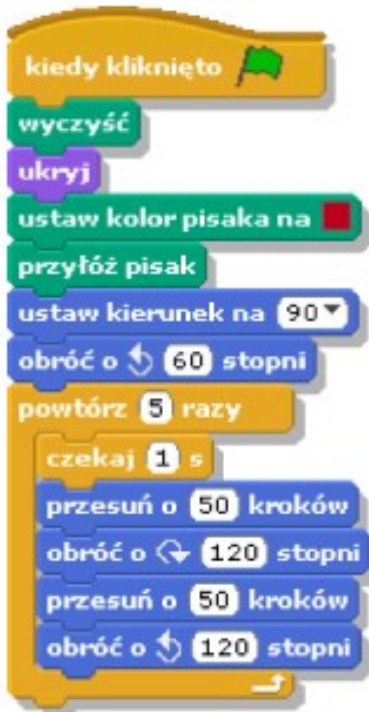 kiedy kliknięto
wyczyść
ukryj
ustaw kolor pisaka na
przyłóż pisak
ustaw kierunek na 90
obróć o 60 stopni
powtórz 5 razy
czekaj 1 s
przesuń o 50 kroków
obróć o 120 stopni
przesuń o 50 kroków
obróć o 120 stopni